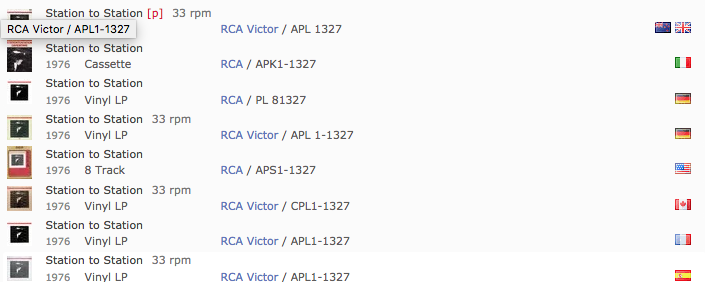 Station to Station [p] 33 rpm
RCA Victor / APL1-1327
RCA Victor / APL 1327
Station to Station
1976 Cassette RCA / APK1-1327
Station to Station
1976 Vinyl LP RCA / PL 81327
Station to Station 33 rpm
1976 Vinyl LP RCA Victor / APL 1-1327
Station to Station
1976 8 Track RCA / APS1-1327
Station to Station 33 rpm
1976 Vinyl LP RCA Victor / CPL1-1327
Station to Station
1976 Vinyl LP RCA Victor / APL1-1327
Station to Station 33 rpm
1976 Vinyl LP RCA Victor / APL1-1327